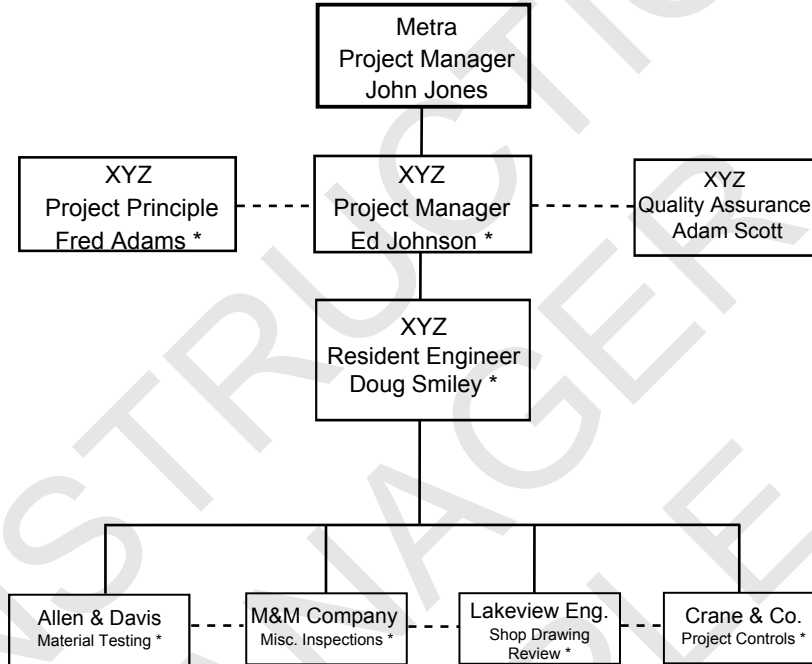 Metra
Project Manager
John Jones
XYZ
Project Principle
Fred Adams *
XYZ
Project Manager
Ed Johnson *
XYZ
Quality Assurance
Adam Scott
XYZ
Resident Engineer
Doug Smiley *
Allen & Davis
Material Testing *
M&M Company
Misc. Inspections *
Lakeview Eng.
Shop Drawing
Review *
Crane & Co.
Project Controls *